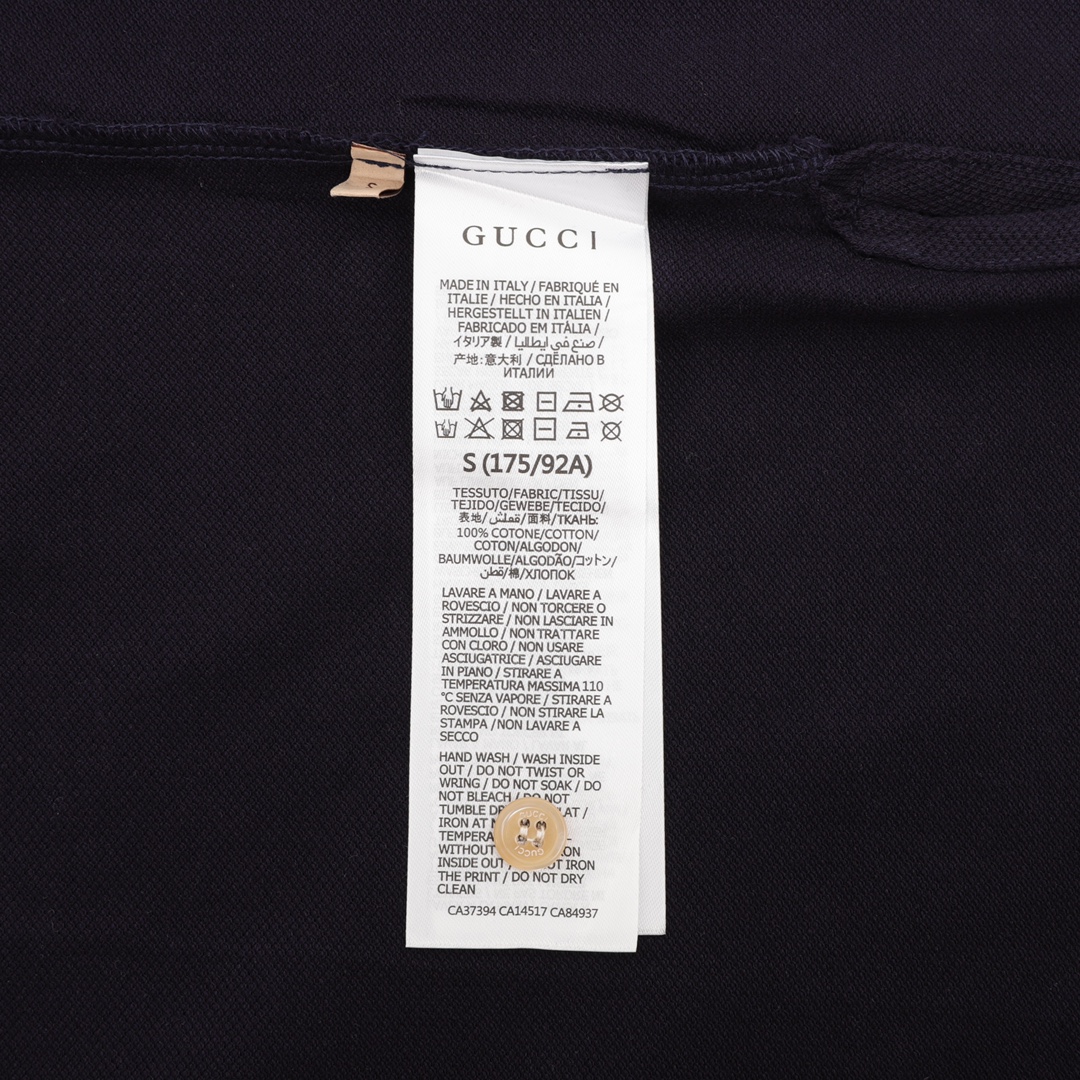 GUCCI
MADE IN ITALY / FABRIQUÉ EN
ITALIE / HECHO EN ITALIA /
HERGESTELLT IN ITALIEN /
FABRICADO EM ITÀLIA /
イタリア製 / صنع في ايطاليا /
产地:意大利 / СДЕЛАНО В
ИТАЛИИ
S (175/92A)
TESSUTO/FABRIC/TISSU/
TEJIDO/GEWEBE/TECIDO/
表地/قملش/面料/ТКАНЬ:
100% COTONE/COTTON/
COTON/ALGODON/
BAUMWOLLE/ALGODÃO/コットン/
قطن/棉/ХЛОПОК
LAVARE A MANO / LAVARE A
ROVESCIO / NON TORCERE O
STRIZZARE / NON LASCIARE IN
AMMOLLO / NON TRATTARE
CON CLORO / NON USARE
ASCIUGATRICE / ASCIUGARE
IN PIANO / STIRARE A
TEMPERATURA MASSIMA 110
°C SENZA VAPORE / STIRARE A
ROVESCIO / NON STIRARE LA
STAMPA /NON LAVARE A
SECCO
HAND WASH / WASH INSIDE
OUT / DO NOT TWIST OR
WRING / DO NOT SOAK / DO
NOT BLEACH / DO NOT
TUMBLE
IRON AT
WITHOUT
INSIDE OUT / IRON
THE PRINT / DO NOT DRY
CLEAN
GUCCI
GUCCI
CA37394 CA14517 CA84937